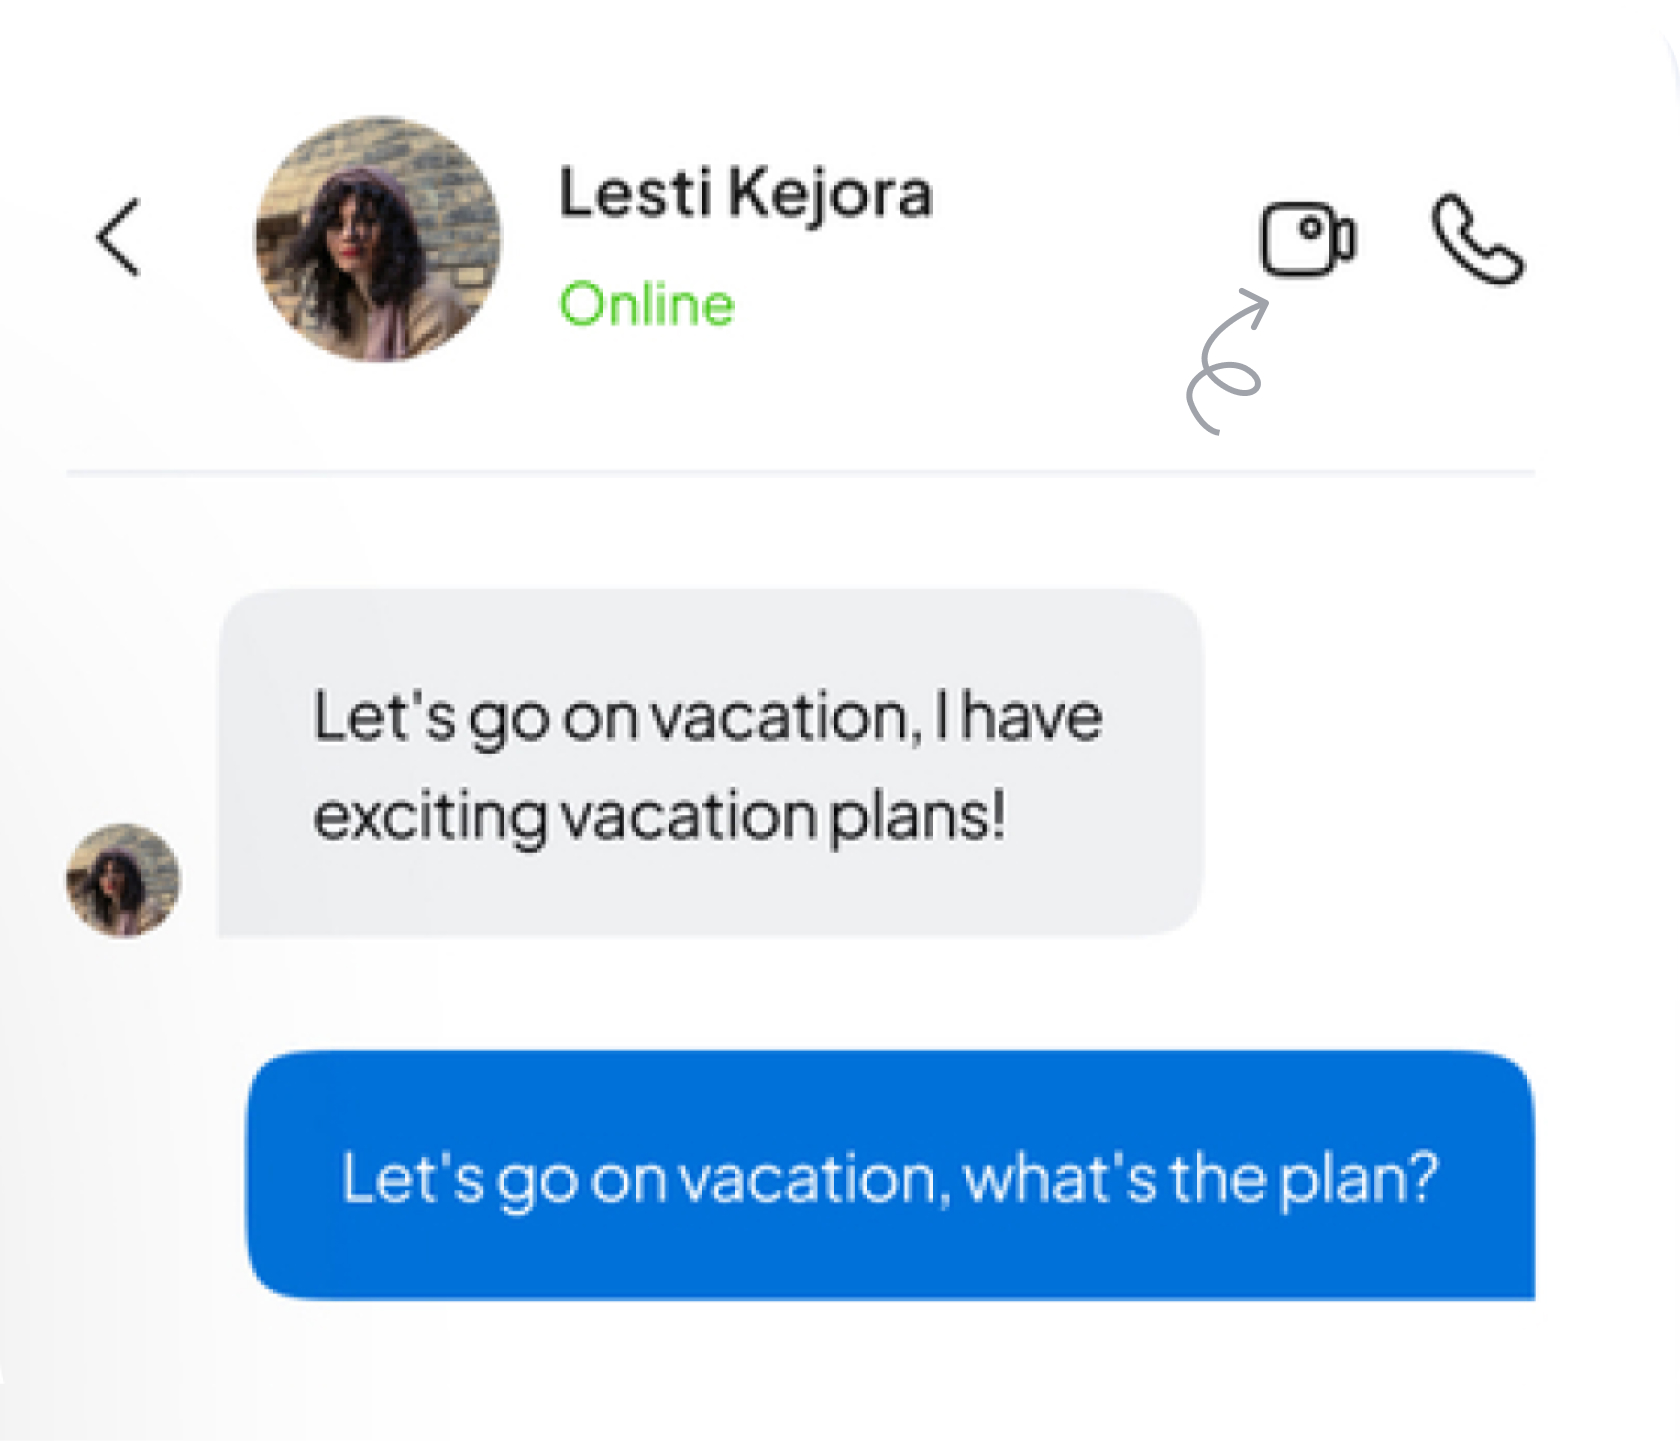 Lesti Kejora
Online
Let's go on vacation, I have
exciting vacation plans!
Let's go on vacation, what's the plan?